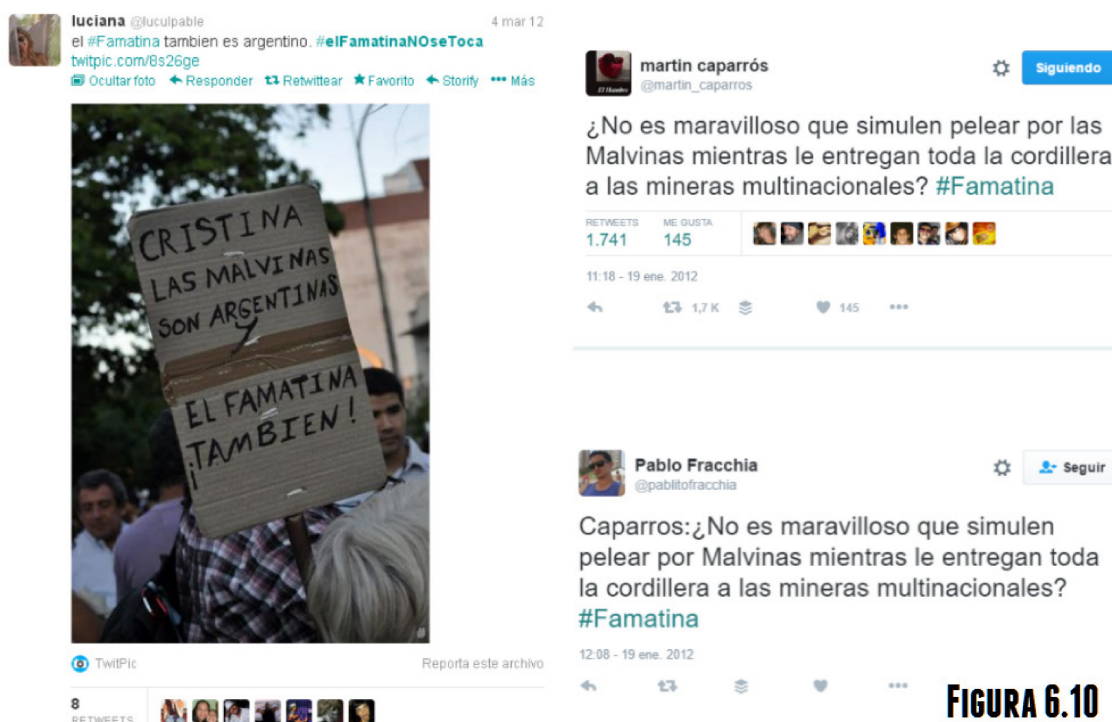 luciana @luculpable 4 mar 12
el #Famatina tambien es argentino. #elFamatinaNOseToca
twitpic.com/8s26ge
Ocultar foto Responder Retwittear Favorito Storify Más
CRISTINA
LAS MALVINAS
SON ARGENTINAS
Y
EL FAMATINA
¡TAMBIEN!
TwitPic Reporta este archivo
8
RETWEETS
martin caparrós
@martin_caparros
Siguiendo
¿No es maravilloso que simulen pelear por las
Malvinas mientras le entregan toda la cordillera
a las mineras multinacionales? #Famatina
RETWEETS ME GUSTA
1.741 145
11:18 - 19 ene. 2012
1,7 K 145
Pablo Fracchia
@pablitofracchia
Seguir
Caparros:¿No es maravilloso que simulen
pelear por Malvinas mientras le entregan toda
la cordillera a las mineras multinacionales?
#Famatina
12:08 - 19 ene. 2012
FIGURA 6.10